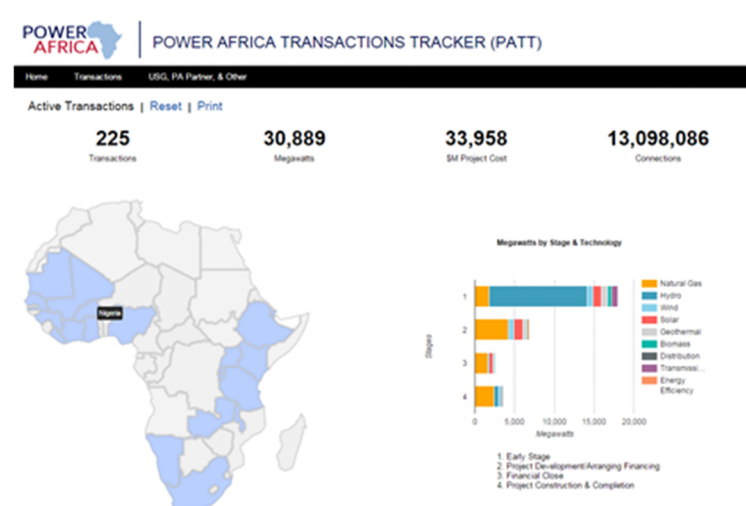 POWER
AFRICA
POWER AFRICA TRANSACTIONS TRACKER (PATT)
Home Transactions USG, PA Partner, & Other
Active Transactions | Reset | Print
225 30,889 33,958 13,098,086
Transactions Megawatts $M Project Cost Connections
Megawatts by Stage & Technology
Nigeria
Stages
1
2
3
4
0 5,000 10,000 15,000 20,000
Megawatts
Natural Gas
Hydro
Wind
Solar
Geothermal
Biomass
Distribution
Transmissi...
Energy
Efficiency
1. Early Stage
2. Project Development/Arranging Financing
3. Financial Close
4. Project Construction & Completion